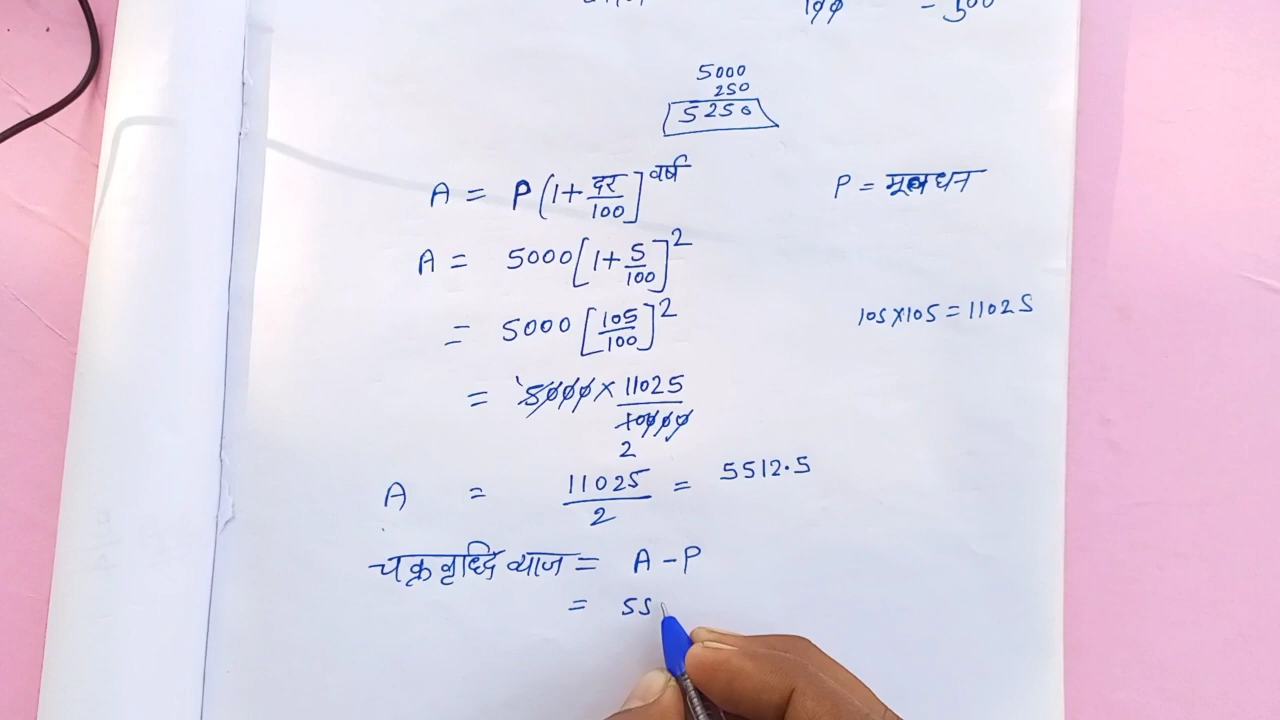 = 500
5000
250
5250
A = P(1+दर/100]वर्ष P = मूलधन
A = 5000[1+5/100]2
= 5000[105/100]2 105×105=11025
= 5000×11025/10000
2
A = 11025/2 = 5512.5
चक्रवृद्धि व्याज = A-P
= 55